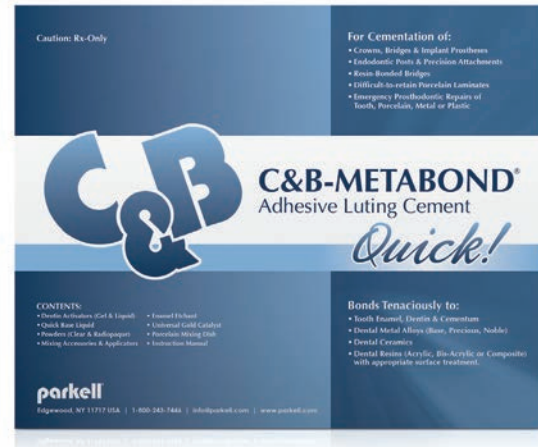 Caution: Rx-Only
For Cementation of:
• Crowns, Bridges & Implant Prostheses
• Endodontic Posts & Precision Attachments
• Resin-Bonded Bridges
• Difficult-to-retain Porcelain Laminates
• Emergency Prosthodontic Repairs of
Tooth, Porcelain, Metal or Plastic
C&B
C&B-METABOND®
Adhesive Luting Cement
Quick!
CONTENTS:
• Dentin Activators (Gel & Liquid)
• Quick Base Liquid
• Powders (Clear & Radiopaque)
• Mixing Accessories & Applicators
• Enamel Etchant
• Universal Gold Catalyst
• Porcelain Mixing Dish
• Instruction Manual
Bonds Tenaciously to:
• Tooth Enamel, Dentin & Cementum
• Dental Metal Alloys (Base, Precious, Noble)
• Dental Ceramics
• Dental Resins (Acrylic, Bis-Acrylic or Composite)
with appropriate surface treatment.
parkell
Edgewood, NY 11717 USA | 1-800-243-7446 | info@parkell.com | www.parkell.com